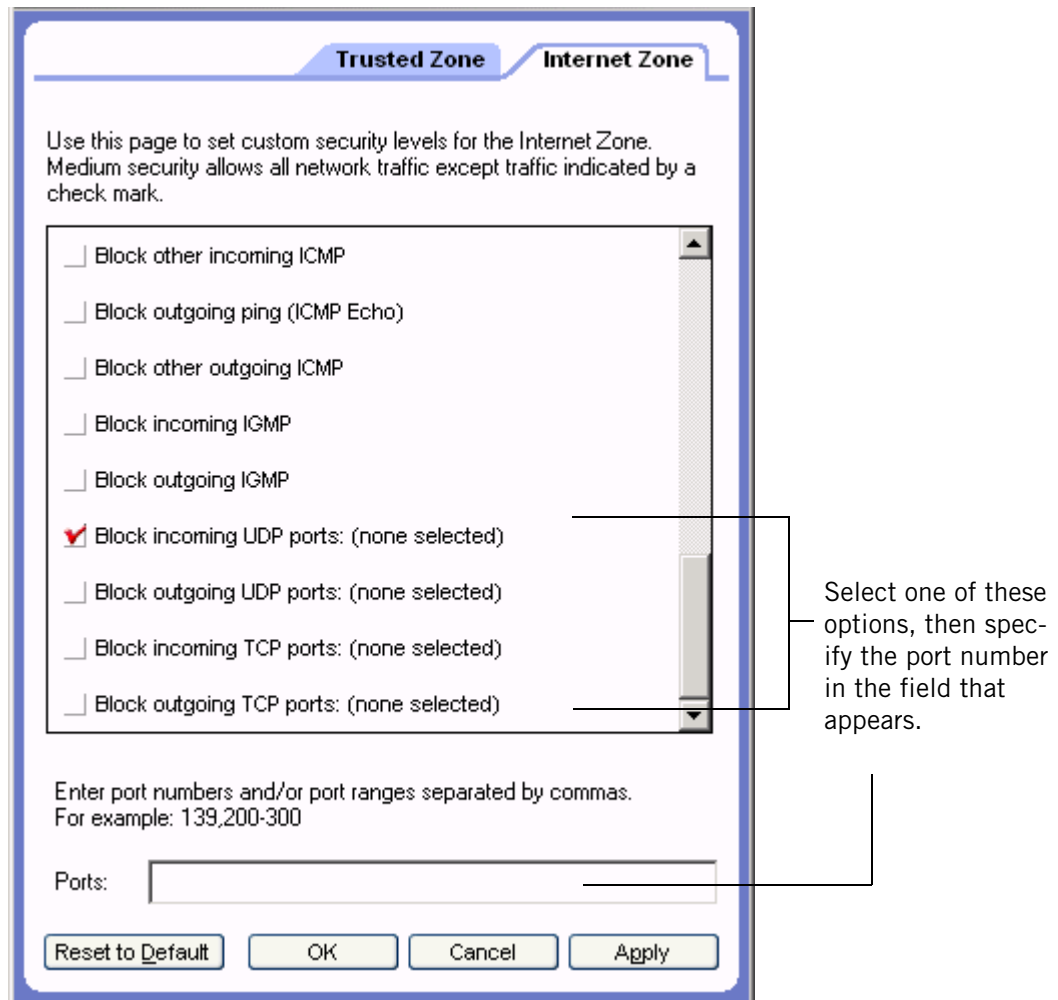 Trusted Zone
Internet Zone
Use this page to set custom security levels for the Internet Zone.
Medium security allows all network traffic except traffic indicated by a
check mark.
Block other incoming ICMP
Block outgoing ping (ICMP Echo)
Block other outgoing ICMP
Block incoming IGMP
Block outgoing IGMP
Block incoming UDP ports: (none selected)
Block outgoing UDP ports: (none selected)
Block incoming TCP ports: (none selected)
Block outgoing TCP ports: (none selected)
Select one of these
options, then spec-
ify the port number
in the field that
appears.
Enter port numbers and/or port ranges separated by commas.
For example: 139,200-300
Ports:
Reset to Default
OK
Cancel
Apply